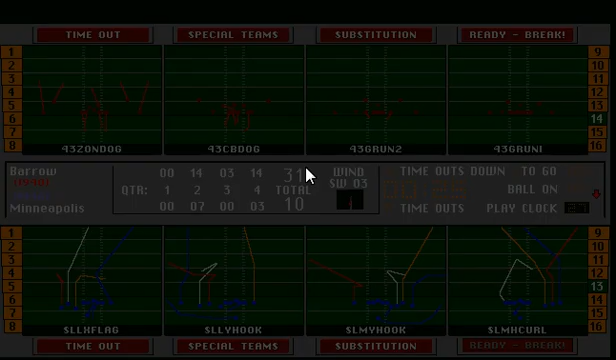 TIME OUT SPECIAL TEAMS SUBSTITUTION READY - BREAK!
1 9
2 10
3 11
4 12
5 13
6 14
7 15
8 16
43ZONDOG 43CBDOG 43GRUN2 43GRUN1
Barrow 00 14 03 14 31 WIND TIME OUTS DOWN TO GO
QTR: 1 2 3 4 TOTAL SW 03 BALL ON
Minneapolis 00 07 00 03 10 TIME OUTS PLAY CLOCK 27
1 9
2 10
3 11
4 12
5 13
6 14
7 15
8 16
SLLXFLAG SLLYHOOK SLMYHOOK SLMHCURL
TIME OUT SPECIAL TEAMS SUBSTITUTION READY - BREAK!